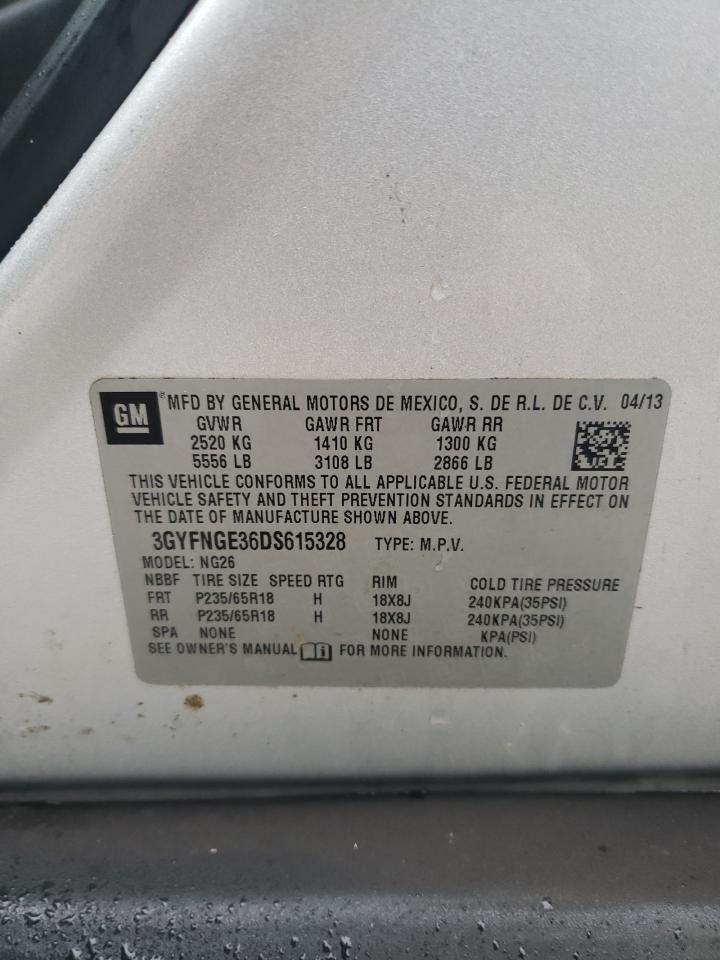 GM MFD BY GENERAL MOTORS DE MEXICO, S. DE R.L. DE C.V. 04/13
GVWR GAWR FRT GAWR RR
2520 KG 1410 KG 1300 KG
5556 LB 3108 LB 2866 LB
THIS VEHICLE CONFORMS TO ALL APPLICABLE U.S. FEDERAL MOTOR
VEHICLE SAFETY AND THEFT PREVENTION STANDARDS IN EFFECT ON
THE DATE OF MANUFACTURE SHOWN ABOVE.
3GYFNGE36DS615328 TYPE: M.P.V.
MODEL: NG26
NBBF TIRE SIZE SPEED RTG RIM COLD TIRE PRESSURE
FRT P235/65R18 H 18X8J 240KPA(35PSI)
RR P235/65R18 H 18X8J 240KPA(35PSI)
SPA NONE NONE KPA(PSI)
SEE OWNER'S MANUAL i FOR MORE INFORMATION.